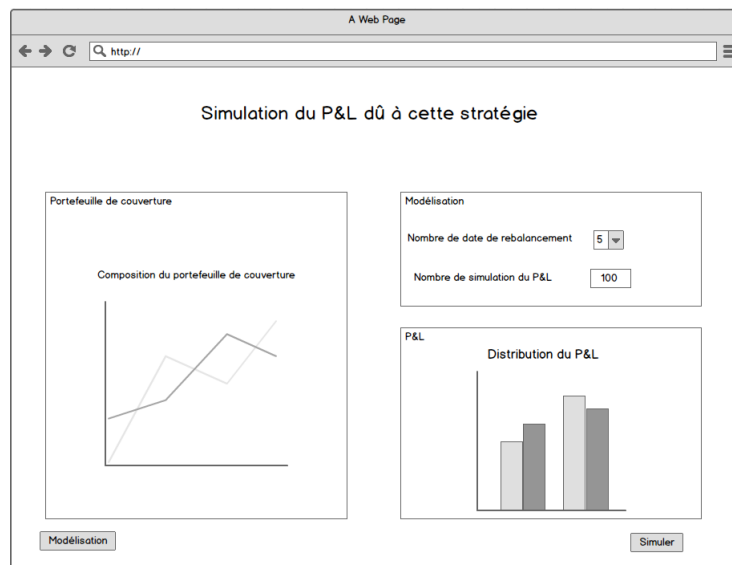 A Web Page
http://
Simulation du P&L dû à cette stratégie
Portefeuille de couverture
Composition du portefeuille de couverture
Modélisation
Modélisation
Nombre de date de rebalancement 5
Nombre de simulation du P&L 100
P&L
Distribution du P&L
Simuler